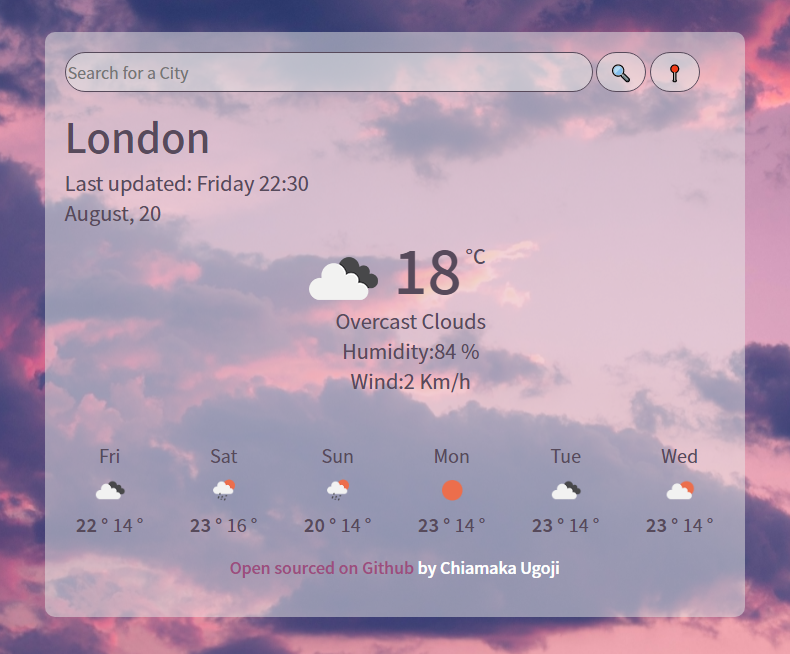 Search for a City
London
Last updated: Friday 22:30
August, 20
18 °C
Overcast Clouds
Humidity:84 %
Wind:2 Km/h
Fri Sat Sun Mon Tue Wed
22 ° 14 ° 23 ° 16 ° 20 ° 14 ° 23 ° 14 ° 23 ° 14 ° 23 ° 14 °
Open sourced on Github by Chiamaka Ugoji